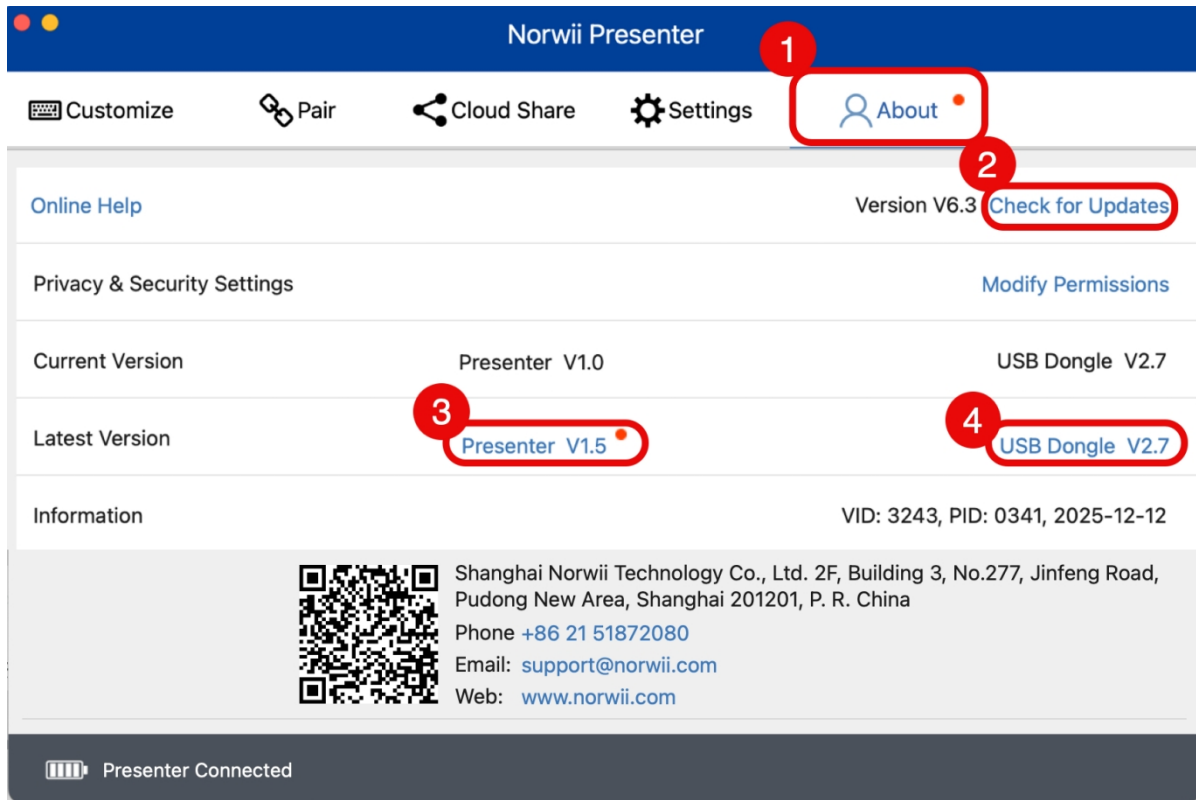 Norwii Presenter
1
Customize Pair Cloud Share Settings About
2
Online Help Version V6.3 Check for Updates
Privacy & Security Settings Modify Permissions
Current Version Presenter V1.0 USB Dongle V2.7
3 4
Latest Version Presenter V1.5 USB Dongle V2.7
Information VID: 3243, PID: 0341, 2025-12-12
Shanghai Norwii Technology Co., Ltd. 2F, Building 3, No.277, Jinfeng Road,
Pudong New Area, Shanghai 201201, P. R. China
Phone +86 21 51872080
Email: support@norwii.com
Web: www.norwii.com
Presenter Connected